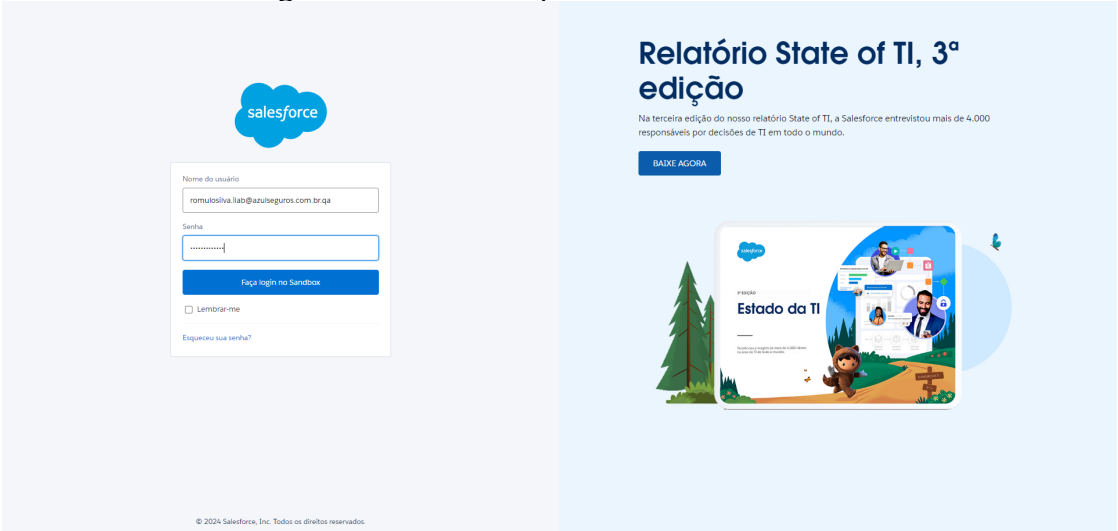 salesforce
Nome do usuário
romulosilva.liab@azulseguros.com.br.qa
Senha
Faça login no Sandbox
Lembrar-me
Esqueceu sua senha?
© 2024 Salesforce, Inc. Todos os direitos reservados.
Relatório State of TI, 3ª
edição
Na terceira edição do nosso relatório State of TI, a Salesforce entrevistou mais de 4.000
responsáveis por decisões de TI em todo o mundo.
BAIXE AGORA
salesforce
3ª EDIÇÃO
Estado da TI